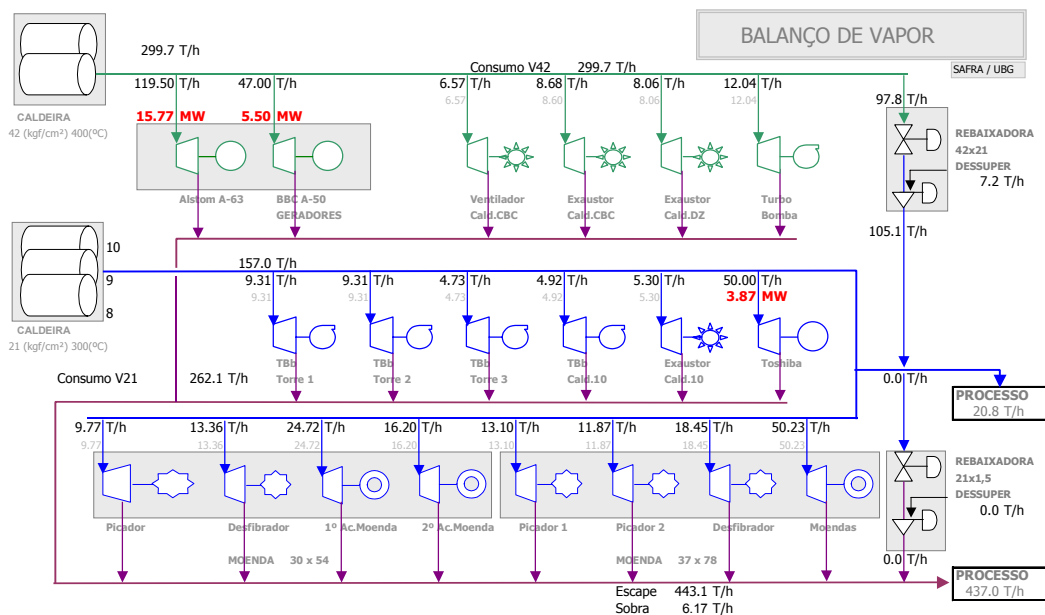 BALANÇO DE VAPOR
SAFRA / UBG
299.7 T/h
Consumo V42 299.7 T/h
119.50 T/h 47.00 T/h 6.57 T/h 8.68 T/h 8.06 T/h 12.04 T/h
6.57 8.60 8.06 12.04
97.8 T/h
15.77 MW 5.50 MW
CALDEIRA
42 (kgf/cm²) 400(ºC)
REBAIXADORA
42x21
DESSUPER
7.2 T/h
Alstom A-63 BBC A-50 Ventilador Exaustor Exaustor Turbo
GERADORES Cald.CBC Cald.CBC Cald.DZ Bomba
105.1 T/h
10
9
8
CALDEIRA
21 (kgf/cm²) 300(ºC)
157.0 T/h
9.31 T/h 9.31 T/h 4.73 T/h 4.92 T/h 5.30 T/h 50.00 T/h
9.31 9.31 4.73 4.92 5.30 3.87 MW
TBb TBb TBb TBb Exaustor Toshiba
Torre 1 Torre 2 Torre 3 Cald.10 Cald.10
Consumo V21 262.1 T/h
0.0 T/h
PROCESSO
20.8 T/h
9.77 T/h 13.36 T/h 24.72 T/h 16.20 T/h 13.10 T/h 11.87 T/h 18.45 T/h 50.23 T/h
9.77 13.36 24.72 16.20 13.10 11.87 18.45 50.23
REBAIXADORA
21x1,5
DESSUPER
0.0 T/h
Picador Desfibrador 1º Ac.Moenda 2º Ac.Moenda Picador 1 Picador 2 Desfibrador Moendas
MOENDA 30 x 54 MOENDA 37 x 78
0.0 T/h
PROCESSO
437.0 T/h
Escape 443.1 T/h
Sobra 6.17 T/h